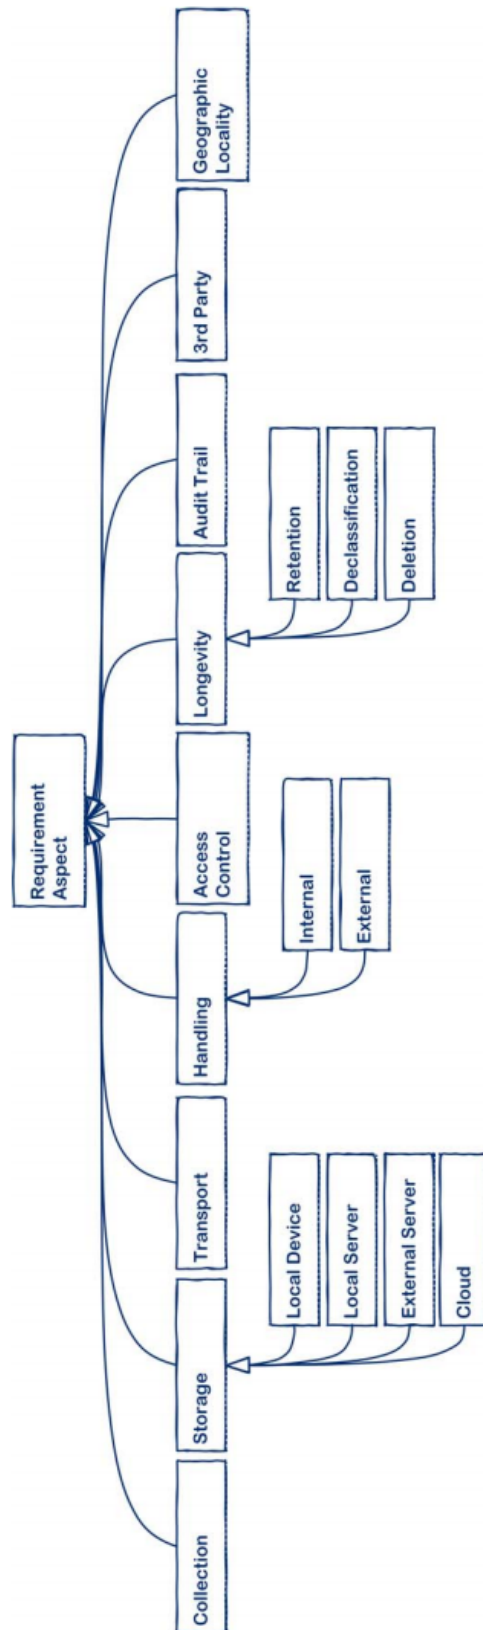 Requirement
Aspect
Collection
Storage
Transport
Handling
Access
Control
Longevity
Audit Trail
3rd Party
Geographic
Locality
Local Device
Local Server
External Server
Cloud
Internal
External
Retention
Declassification
Deletion